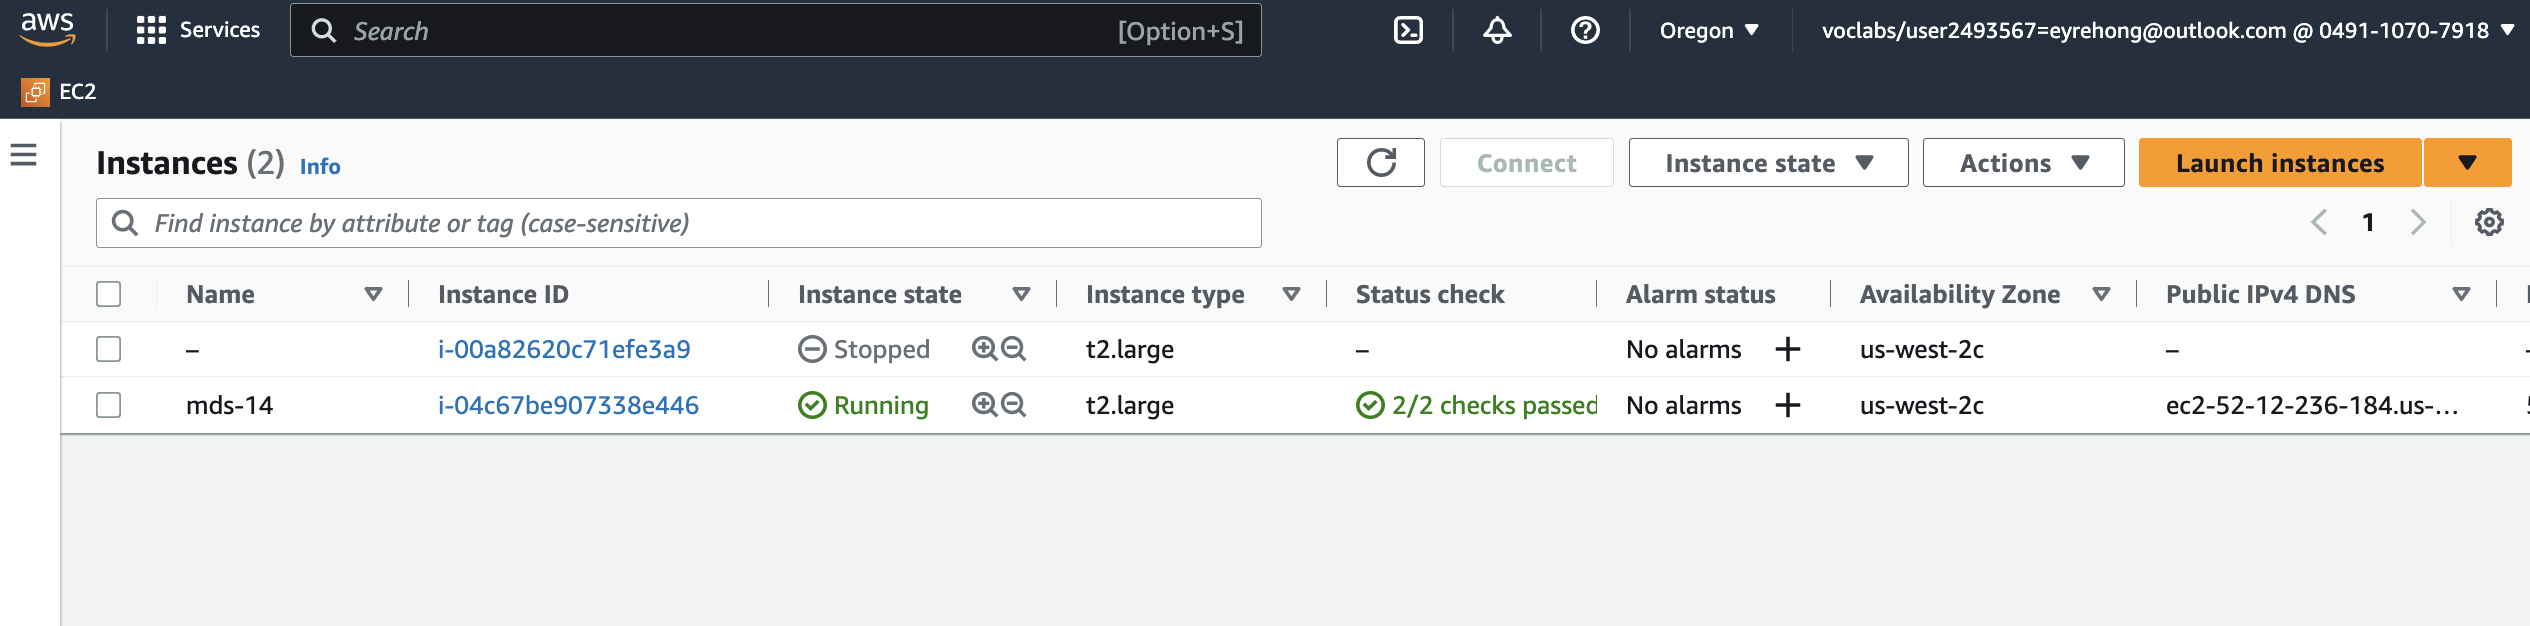 aws Services Search [Option+S] Oregon voclabs/user2493567=eyrehong@outlook.com @ 0491-1070-7918
EC2
Instances (2) Info Connect Instance state Actions Launch instances
Find instance by attribute or tag (case-sensitive) 1
Name Instance ID Instance state Instance type Status check Alarm status Availability Zone Public IPv4 DNS
– i-00a82620c71efe3a9 Stopped t2.large – No alarms + us-west-2c –
mds-14 i-04c67be907338e446 Running t2.large 2/2 checks passed No alarms + us-west-2c ec2-52-12-236-184.us-...